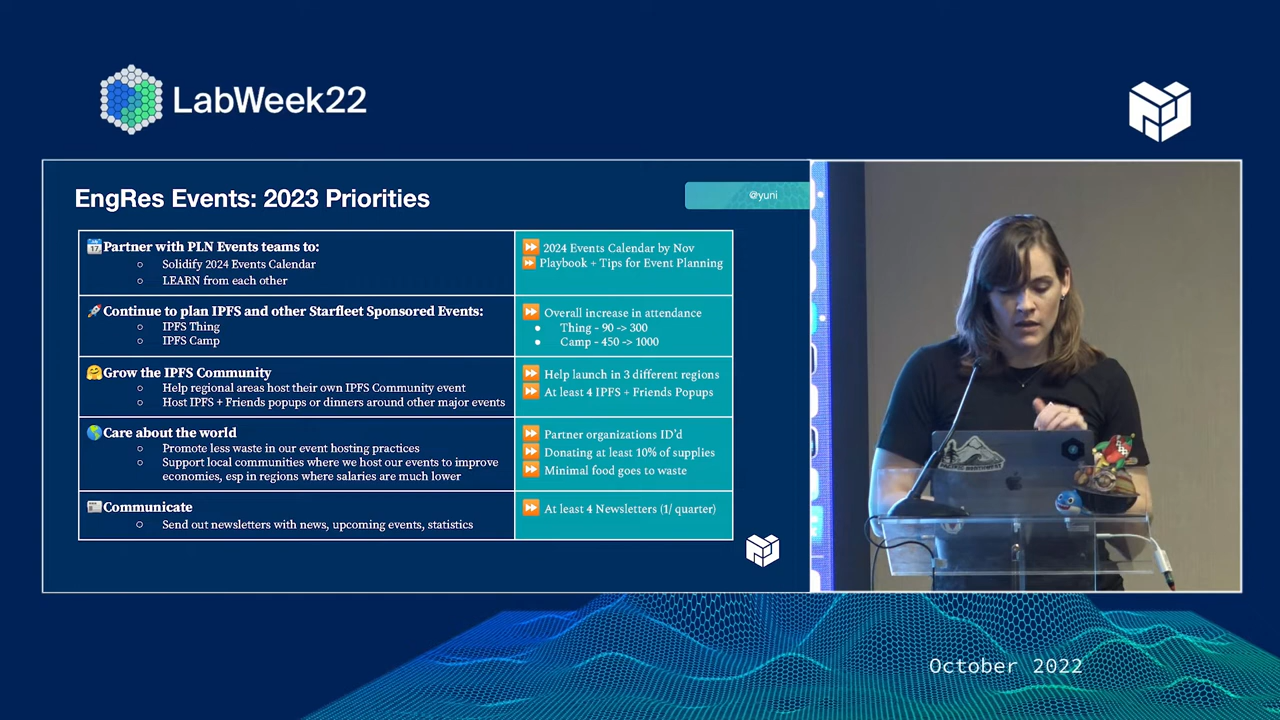 LabWeek22
EngRes Events: 2023 Priorities
@yuni
Partner with PLN Events teams to:
Solidify 2024 Events Calendar
LEARN from each other
2024 Events Calendar by Nov
Playbook + Tips for Event Planning
Continue to plan IPFS and other Starfleet Sponsored Events:
IPFS Thing
IPFS Camp
Overall increase in attendance
Thing - 90 -> 300
Camp - 450 -> 1000
Grow the IPFS Community
Help regional areas host their own IPFS Community event
Host IPFS + Friends popups or dinners around other major events
Help launch in 3 different regions
At least 4 IPFS + Friends Popups
Care about the world
Promote less waste in our event hosting practices
Support local communities where we host our events to improve
economies, esp in regions where salaries are much lower
Partner organizations ID'd
Donating at least 10% of supplies
Minimal food goes to waste
Communicate
Send out newsletters with news, upcoming events, statistics
At least 4 Newsletters (1/ quarter)
October 2022